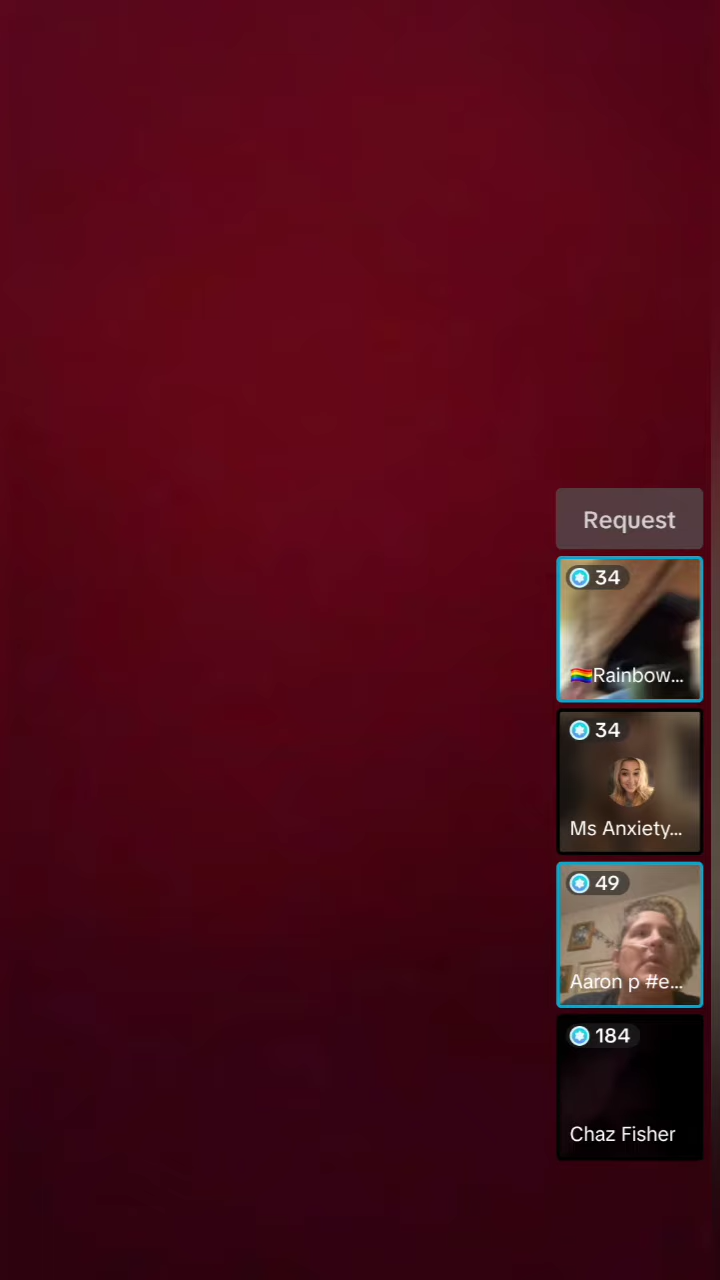 Request
34
🏳️‍🌈Rainbow...
34
Ms Anxiety...
49
Aaron p #e...
184
Chaz Fisher